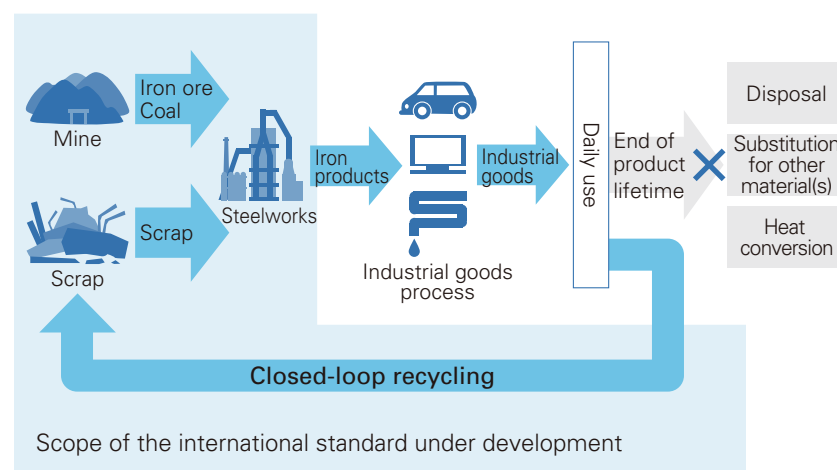 Iron ore
Coal
Mine
Scrap
Scrap
Steelworks
Iron
products
Industrial goods
process
Industrial
goods
Daily use
End of
product
lifetime
Disposal
Substitution
for other
material(s)
Heat
conversion
Closed-loop recycling
Scope of the international standard under development